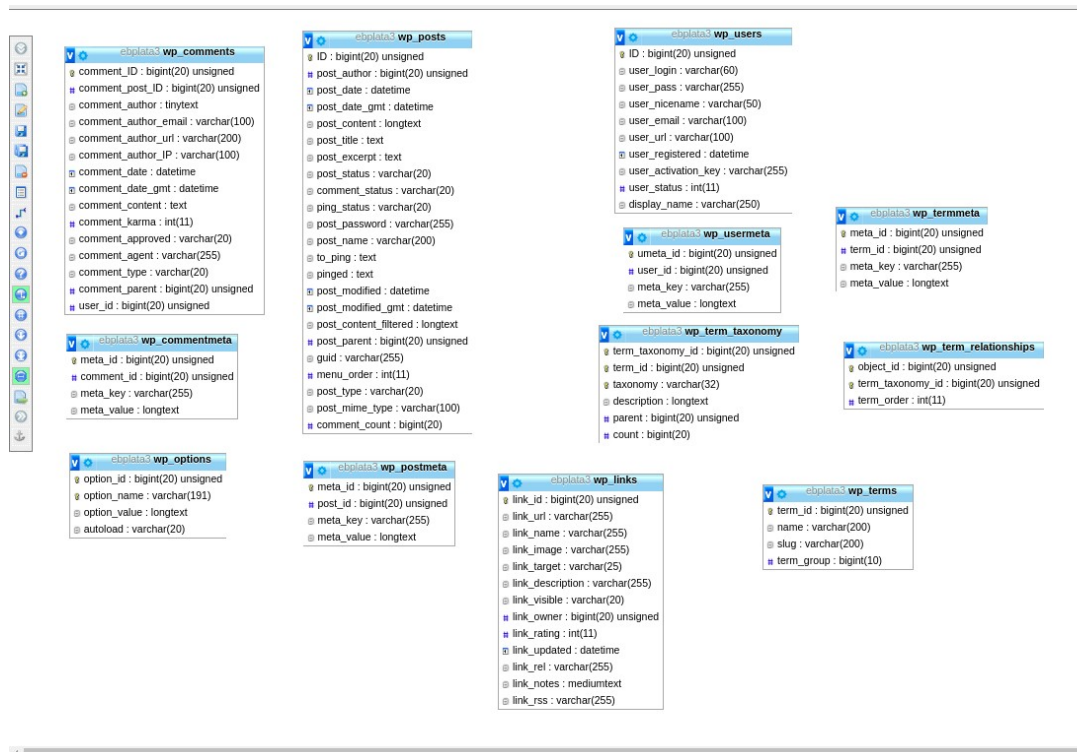 ebplata3 wp_comments
comment_ID : bigint(20) unsigned
comment_post_ID : bigint(20) unsigned
comment_author : tinytext
comment_author_email : varchar(100)
comment_author_url : varchar(200)
comment_author_IP : varchar(100)
comment_date : datetime
comment_date_gmt : datetime
comment_content : text
comment_karma : int(11)
comment_approved : varchar(20)
comment_agent : varchar(255)
comment_type : varchar(20)
comment_parent : bigint(20) unsigned
user_id : bigint(20) unsigned
ebplata3 wp_commentmeta
meta_id : bigint(20) unsigned
comment_id : bigint(20) unsigned
meta_key : varchar(255)
meta_value : longtext
ebplata3 wp_options
option_id : bigint(20) unsigned
option_name : varchar(191)
option_value : longtext
autoload : varchar(20)
ebplata3 wp_posts
ID : bigint(20) unsigned
post_author : bigint(20) unsigned
post_date : datetime
post_date_gmt : datetime
post_content : longtext
post_title : text
post_excerpt : text
post_status : varchar(20)
comment_status : varchar(20)
ping_status : varchar(20)
post_password : varchar(255)
post_name : varchar(200)
to_ping : text
pinged : text
post_modified : datetime
post_modified_gmt : datetime
post_content_filtered : longtext
post_parent : bigint(20) unsigned
guid : varchar(255)
menu_order : int(11)
post_type : varchar(20)
post_mime_type : varchar(100)
comment_count : bigint(20)
ebplata3 wp_postmeta
meta_id : bigint(20) unsigned
post_id : bigint(20) unsigned
meta_key : varchar(255)
meta_value : longtext
ebplata3 wp_users
ID : bigint(20) unsigned
user_login : varchar(60)
user_pass : varchar(255)
user_nicename : varchar(50)
user_email : varchar(100)
user_url : varchar(100)
user_registered : datetime
user_activation_key : varchar(255)
user_status : int(11)
display_name : varchar(250)
ebplata3 wp_usermeta
umeta_id : bigint(20) unsigned
user_id : bigint(20) unsigned
meta_key : varchar(255)
meta_value : longtext
ebplata3 wp_term_taxonomy
term_taxonomy_id : bigint(20) unsigned
term_id : bigint(20) unsigned
taxonomy : varchar(32)
description : longtext
parent : bigint(20) unsigned
count : bigint(20)
ebplata3 wp_links
link_id : bigint(20) unsigned
link_url : varchar(255)
link_name : varchar(255)
link_image : varchar(255)
link_target : varchar(25)
link_description : varchar(255)
link_visible : varchar(20)
link_owner : bigint(20) unsigned
link_rating : int(11)
link_updated : datetime
link_rel : varchar(255)
link_notes : mediumtext
link_rss : varchar(255)
ebplata3 wp_termmeta
meta_id : bigint(20) unsigned
term_id : bigint(20) unsigned
meta_key : varchar(255)
meta_value : longtext
ebplata3 wp_term_relationships
object_id : bigint(20) unsigned
term_taxonomy_id : bigint(20) unsigned
term_order : int(11)
ebplata3 wp_terms
term_id : bigint(20) unsigned
name : varchar(200)
slug : varchar(200)
term_group : bigint(10)